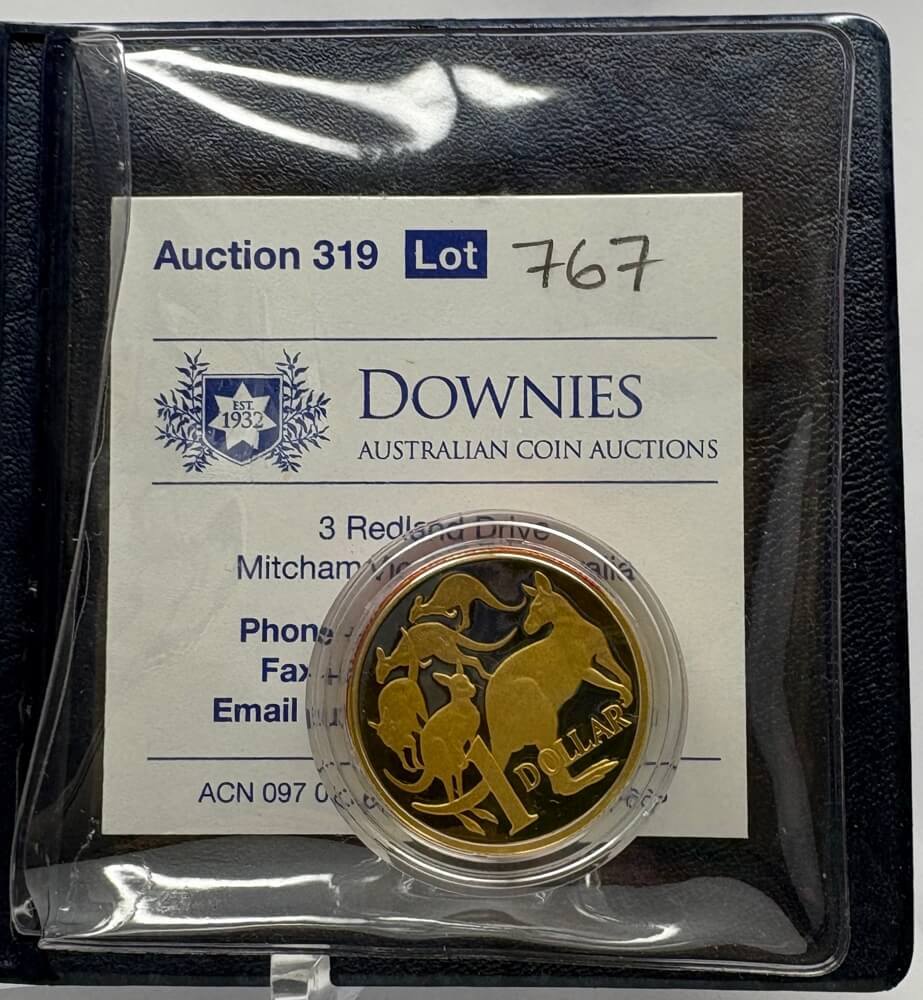 Auction 319 Lot 767
EST.
1932
DOWNIES
AUSTRALIAN COIN AUCTIONS
3 Redland Drive
Mitcham
Phone
Fax
Email
ACN 097
1 DOLLAR